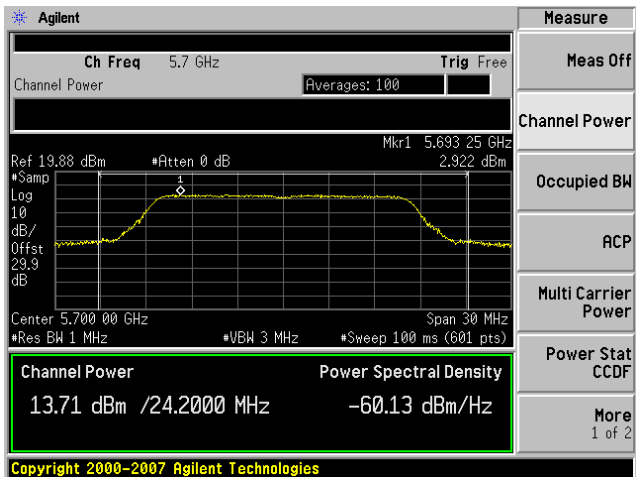 Agilent
Measure
Ch Freq 5.7 GHz Trig Free
Channel Power Averages: 100
Mkr1 5.693 25 GHz
Ref 19.88 dBm #Atten 0 dB 2.922 dBm
#Samp
Log
10
dB/
Offst
29.9
dB
1
Center 5.700 00 GHz Span 30 MHz
#Res BW 1 MHz #VBW 3 MHz #Sweep 100 ms (601 pts)
Channel Power Power Spectral Density
13.71 dBm /24.2000 MHz -60.13 dBm/Hz
Meas Off
Channel Power
Occupied BW
ACP
Multi Carrier
Power
Power Stat
CCDF
More
1 of 2
Copyright 2000-2007 Agilent Technologies